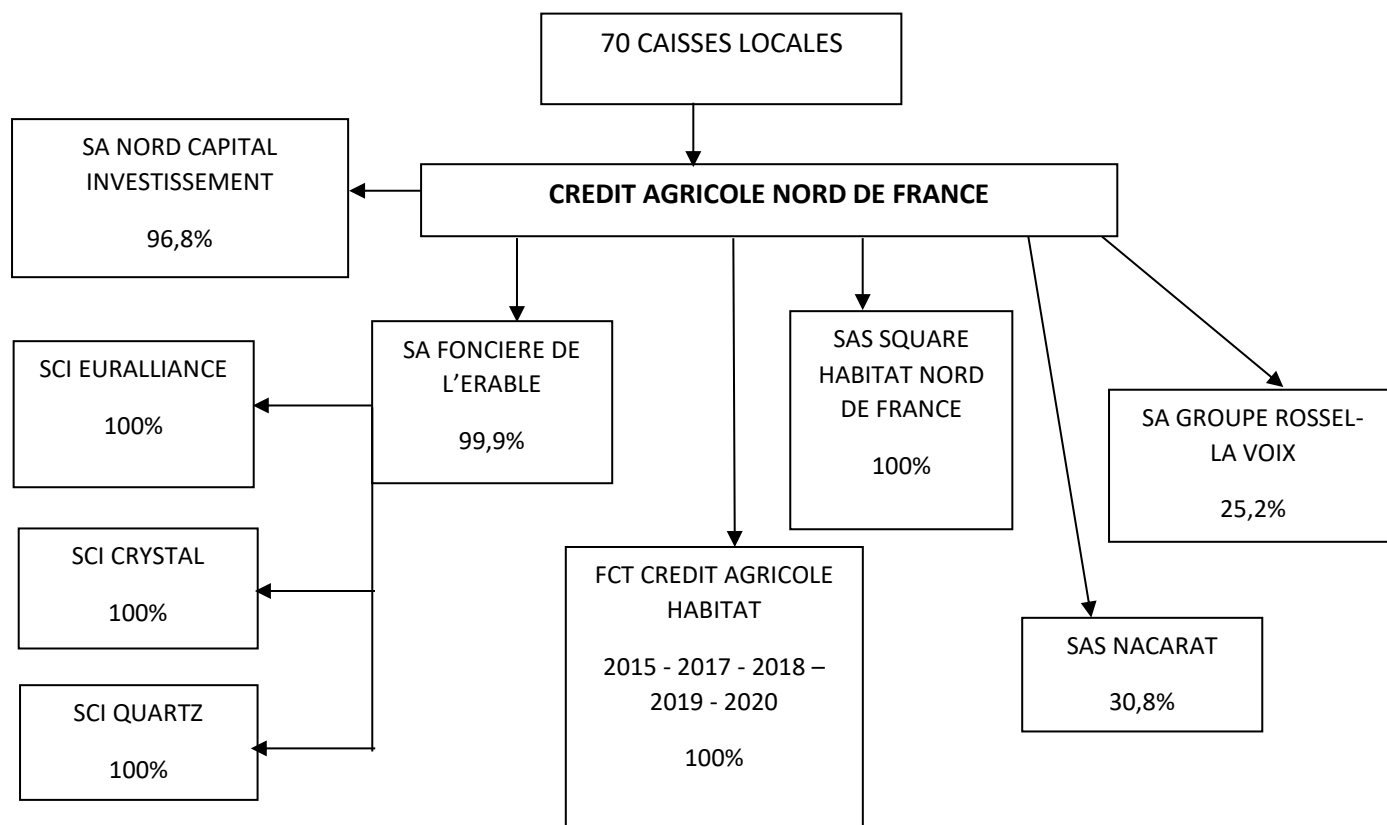 70 CAISSES LOCALES
SA NORD CAPITAL
INVESTISSEMENT
96,8%
CREDIT AGRICOLE NORD DE FRANCE
SCI EURALLIANCE
100%
SA FONCIERE DE
L’ERABLE
99,9%
SAS SQUARE
HABITAT NORD
DE FRANCE
100%
SA GROUPE ROSSEL-
LA VOIX
25,2%
SCI CRYSTAL
100%
FCT CREDIT AGRICOLE
HABITAT
2015 - 2017 - 2018 –
2019 - 2020
100%
SAS NACARAT
30,8%
SCI QUARTZ
100%